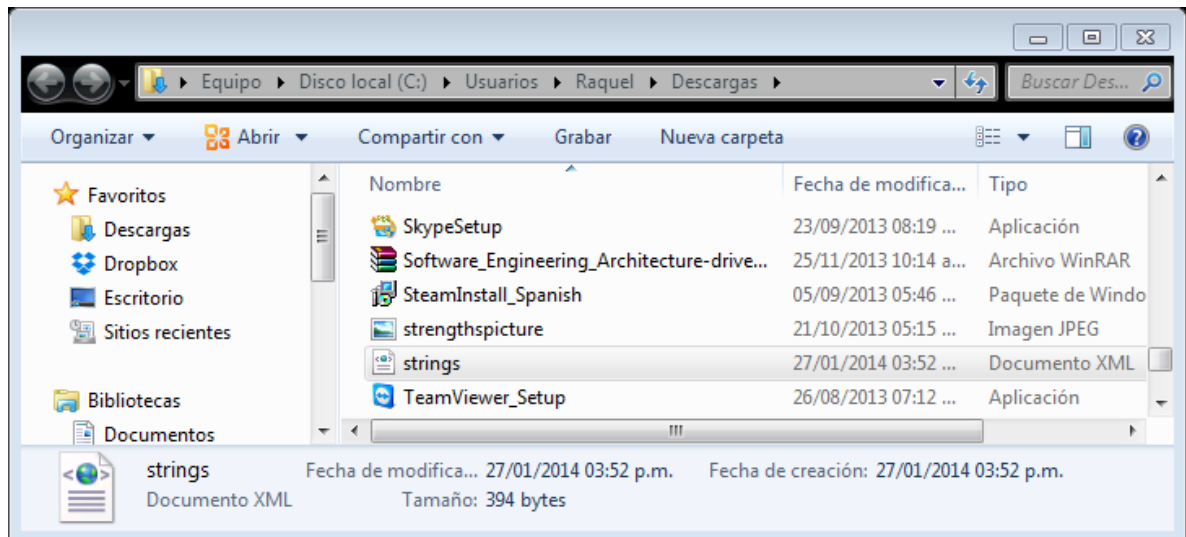 Equipo ▸ Disco local (C:) ▸ Usuarios ▸ Raquel ▸ Descargas ▸ Buscar Des...
Organizar Abrir Compartir con Grabar Nueva carpeta
Favoritos
Descargas
Dropbox
Escritorio
Sitios recientes
Bibliotecas
Documentos
Nombre Fecha de modifica... Tipo
SkypeSetup 23/09/2013 08:19 ... Aplicación
Software_Engineering_Architecture-drive... 25/11/2013 10:14 a... Archivo WinRAR
SteamInstall_Spanish 05/09/2013 05:46 ... Paquete de Windo
strengthspicture 21/10/2013 05:15 ... Imagen JPEG
strings 27/01/2014 03:52 ... Documento XML
TeamViewer_Setup 26/08/2013 07:12 ... Aplicación
strings Fecha de modifica... 27/01/2014 03:52 p.m. Fecha de creación: 27/01/2014 03:52 p.m.
Documento XML Tamaño: 394 bytes